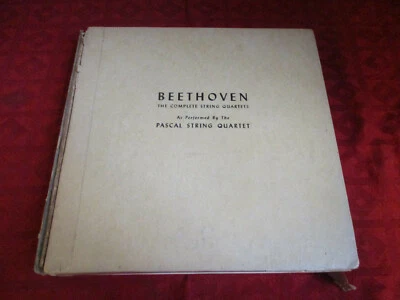 BEETHOVEN
THE COMPLETE STRING QUARTETS
As Performed By The
PASCAL STRING QUARTET